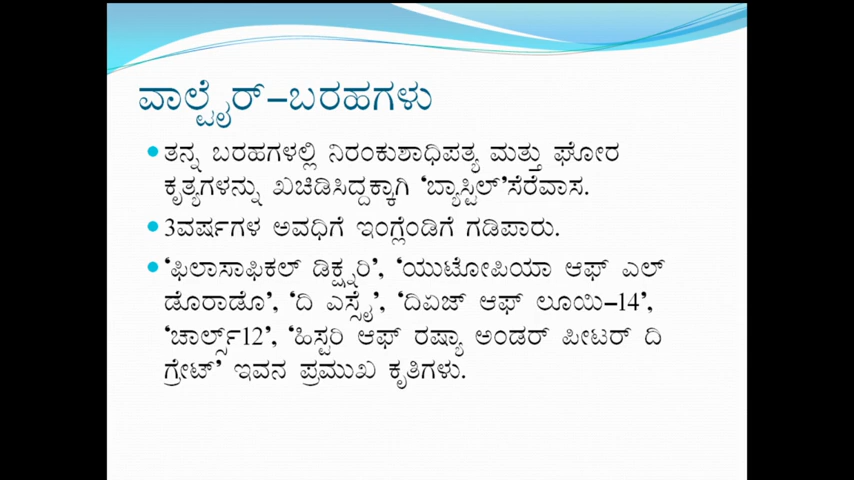 ವಾಲ್ಟೈರ್–ಬರಹಗಳು
ತನ್ನ ಬರಹಗಳಲ್ಲಿ ನಿರಂಕುಶಾಧಿಪತ್ಯ ಮತ್ತು ಘೋರ
ಕೃತ್ಯಗಳನ್ನು ಖಚಿಡಿಸಿದ್ದಕ್ಕಾಗಿ ‘ಬ್ಯಾಸ್ಟಿಲ್’ಸೆರೆವಾಸ.
3ವರ್ಷಗಳ ಅವಧಿಗೆ ಇಂಗ್ಲೆಂಡಿಗೆ ಗಡಿಪಾರು.
‘ಫಿಲಾಸಾಫಿಕಲ್ ಡಿಕ್ಷ್ನರಿ’, ‘ಯುಟೋಪಿಯಾ ಆಫ್ ಎಲ್
ಡೊರಾಡೊ’, ‘ದಿ ಎಸ್ಸೈ’, ‘ದಿಏಜ್ ಆಫ್ ಲೂಯಿ–14’,
‘ಚಾರ್ಲ್ಸ್12’, ‘ಹಿಸ್ಟರಿ ಆಫ್ ರಷ್ಯಾ ಅಂಡರ್ ಪೀಟರ್ ದಿ
ಗ್ರೇಟ್’ ಇವನ ಪ್ರಮುಖ ಕೃತಿಗಳು.